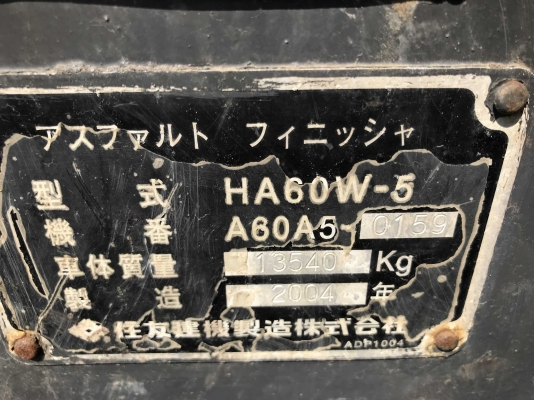 アスファルト フィニッシャ
型 式 HA60W-5
機 番 A60A5-0159
車体質量 13540 Kg
製 造 2004 年
住友建機製造株式会社
ADP1004